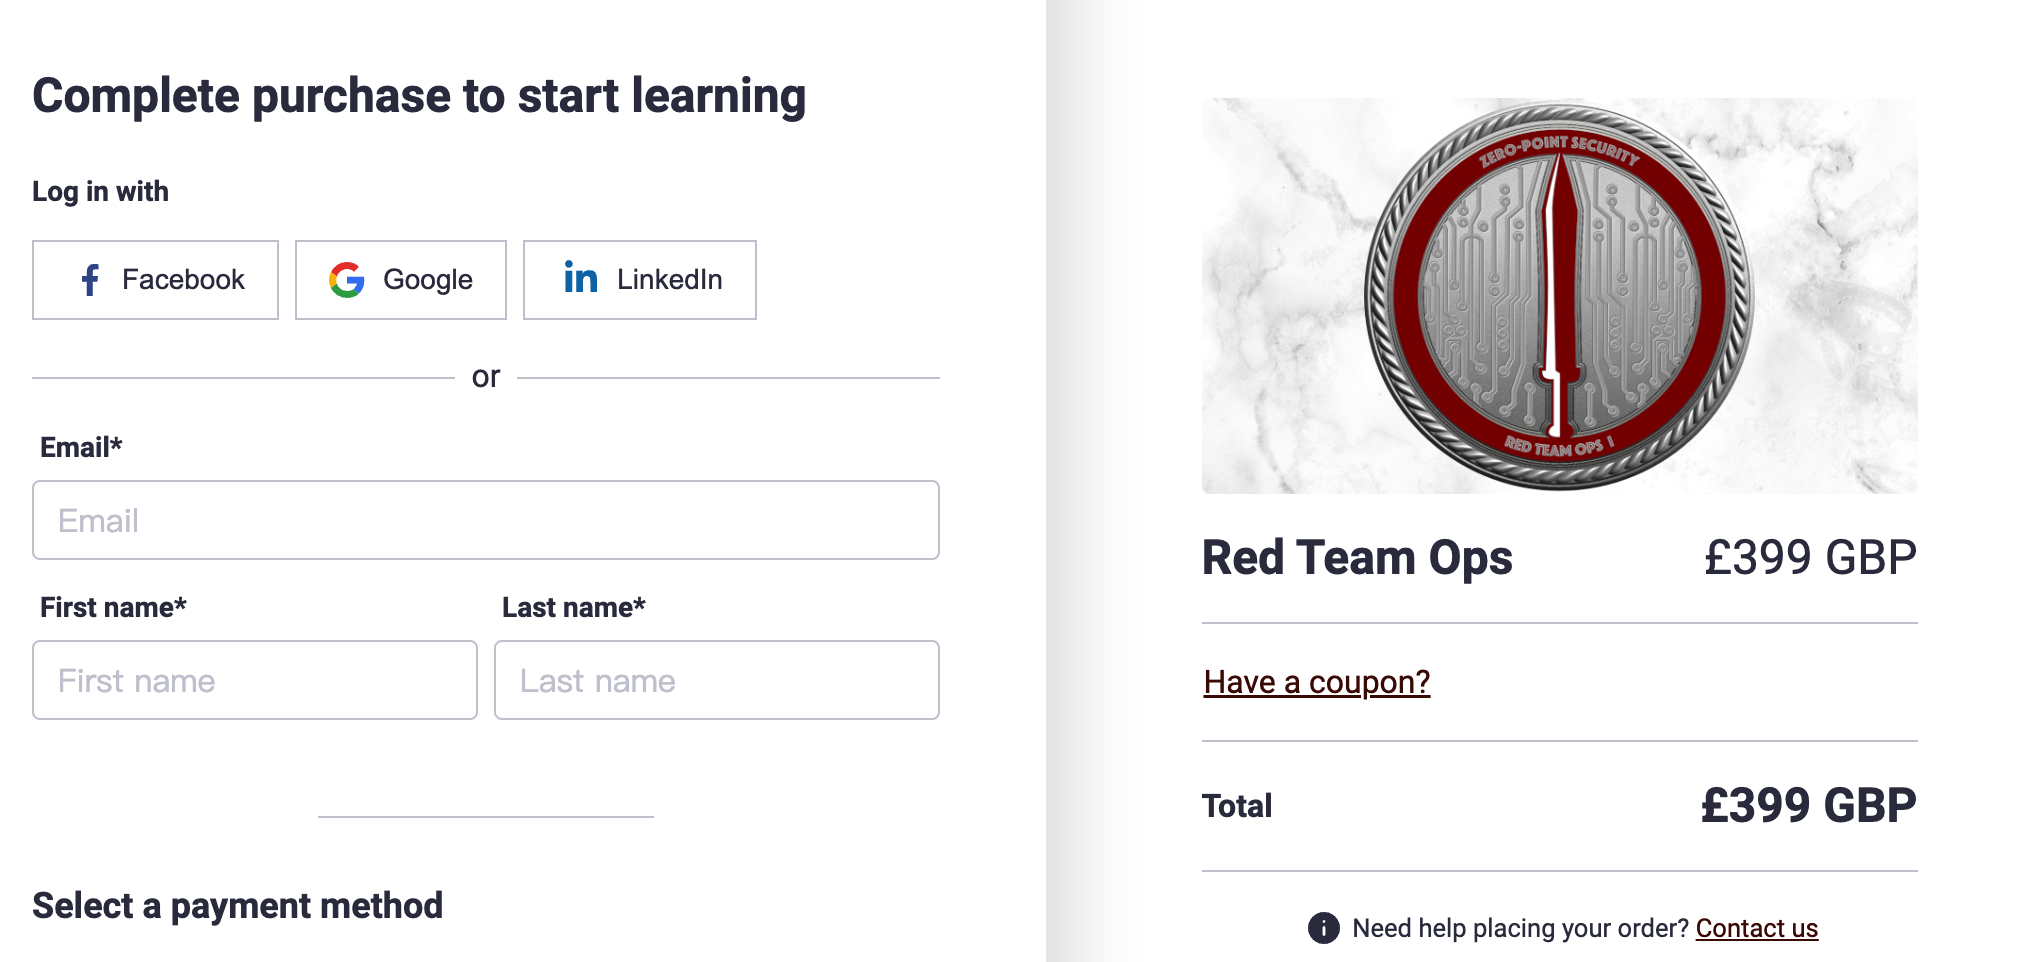 Complete purchase to start learning
Log in with
Facebook
Google
LinkedIn
or
Email*
Email
First name*
Last name*
First name
Last name
Select a payment method
ZERO-POINT SECURITY
RED TEAM OPS I
Red Team Ops
£399 GBP
Have a coupon?
Total
£399 GBP
Need help placing your order? Contact us